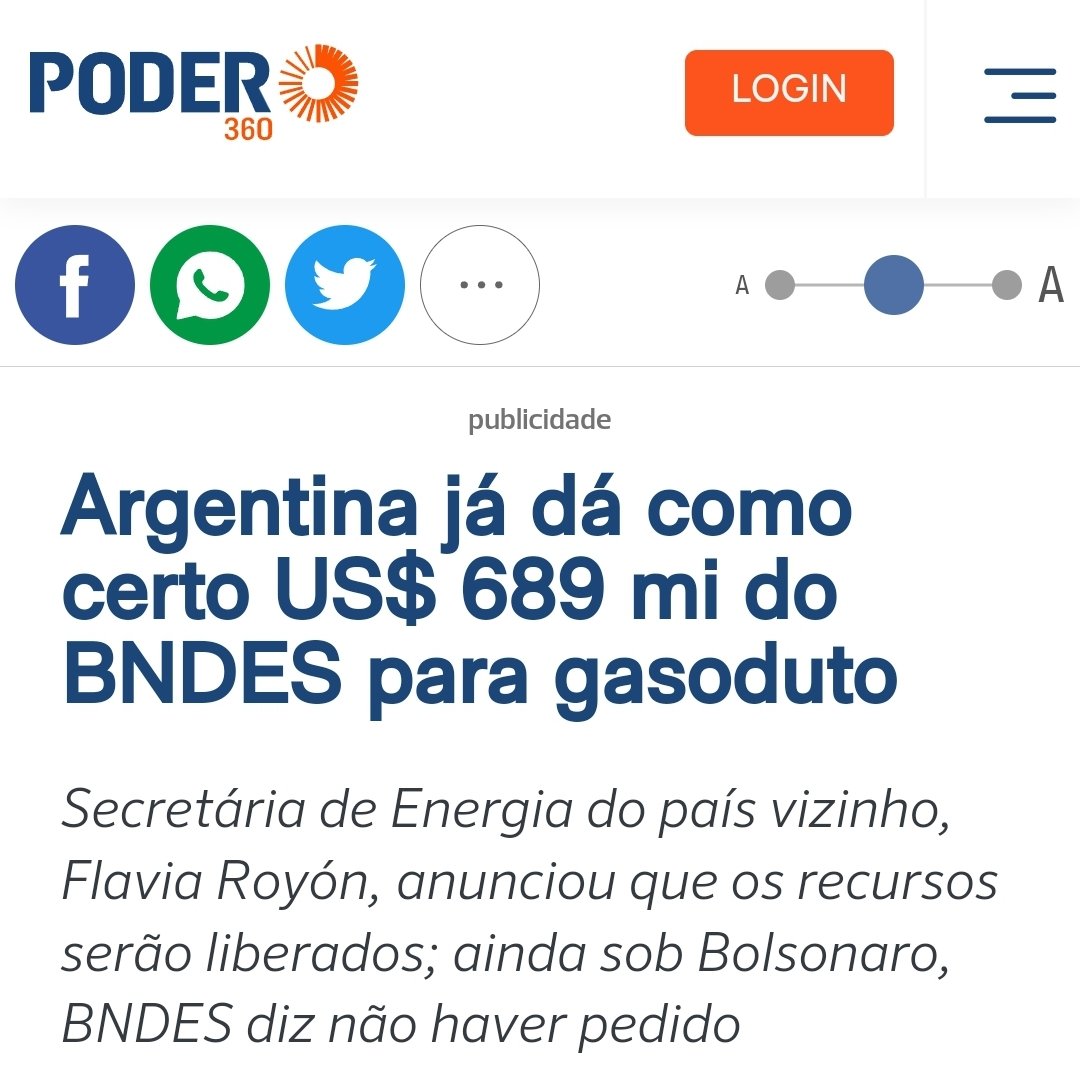 PODER
360
LOGIN
A A
publicidade
Argentina já dá como
certo US$ 689 mi do
BNDES para gasoduto
Secretária de Energia do país vizinho,
Flavia Royón, anunciou que os recursos
serão liberados; ainda sob Bolsonaro,
BNDES diz não haver pedido